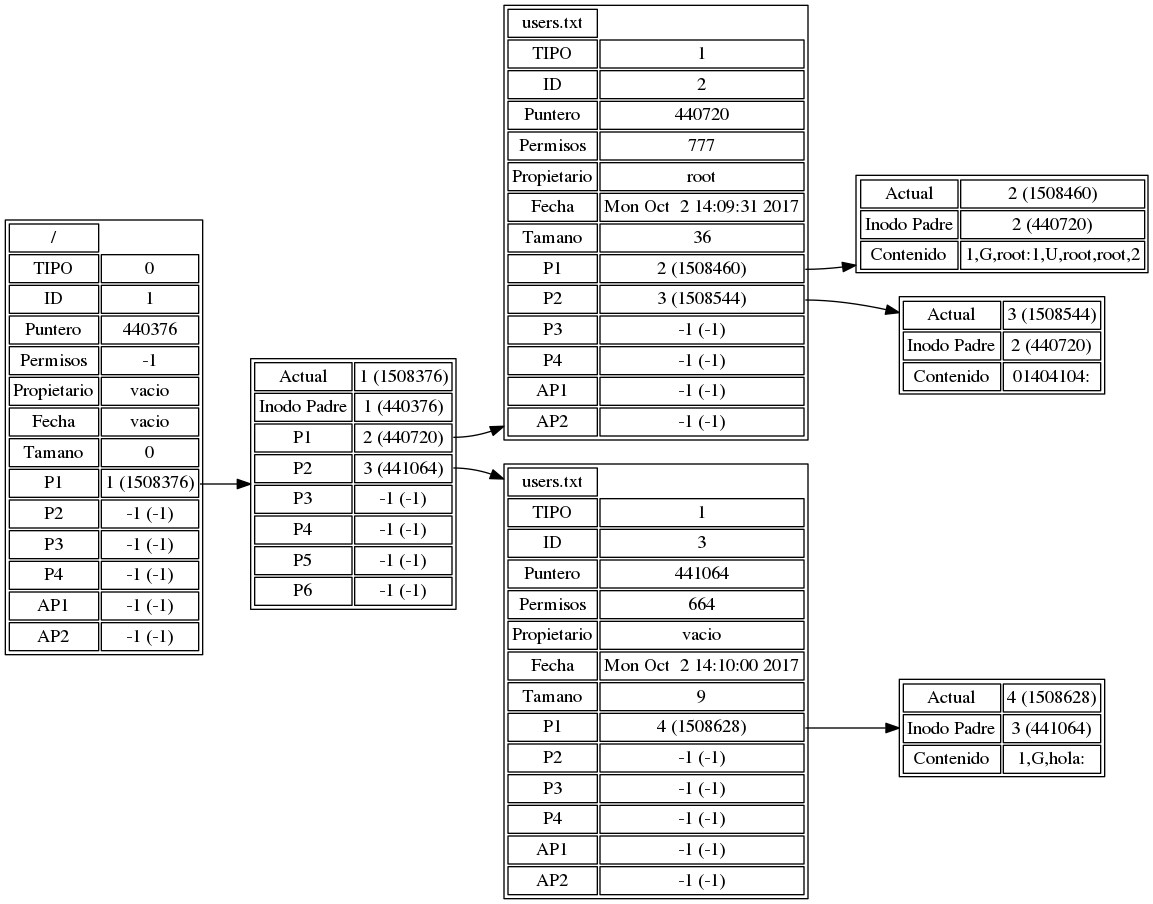 /
TIPO 0
ID 1
Puntero 440376
Permisos -1
Propietario vacio
Fecha vacio
Tamano 0
P1 1 (1508376)
P2 -1 (-1)
P3 -1 (-1)
P4 -1 (-1)
AP1 -1 (-1)
AP2 -1 (-1)
Actual 1 (1508376)
Inodo Padre 1 (440376)
P1 2 (440720)
P2 3 (441064)
P3 -1 (-1)
P4 -1 (-1)
P5 -1 (-1)
P6 -1 (-1)
users.txt
TIPO 1
ID 2
Puntero 440720
Permisos 777
Propietario root
Fecha Mon Oct  2 14:09:31 2017
Tamano 36
P1 2 (1508460)
P2 3 (1508544)
P3 -1 (-1)
P4 -1 (-1)
AP1 -1 (-1)
AP2 -1 (-1)
Actual 2 (1508460)
Inodo Padre 2 (440720)
Contenido 1,G,root:1,U,root,root,2
Actual 3 (1508544)
Inodo Padre 2 (440720)
Contenido 01404104:
users.txt
TIPO 1
ID 3
Puntero 441064
Permisos 664
Propietario vacio
Fecha Mon Oct  2 14:10:00 2017
Tamano 9
P1 4 (1508628)
P2 -1 (-1)
P3 -1 (-1)
P4 -1 (-1)
AP1 -1 (-1)
AP2 -1 (-1)
Actual 4 (1508628)
Inodo Padre 3 (441064)
Contenido 1,G,hola: